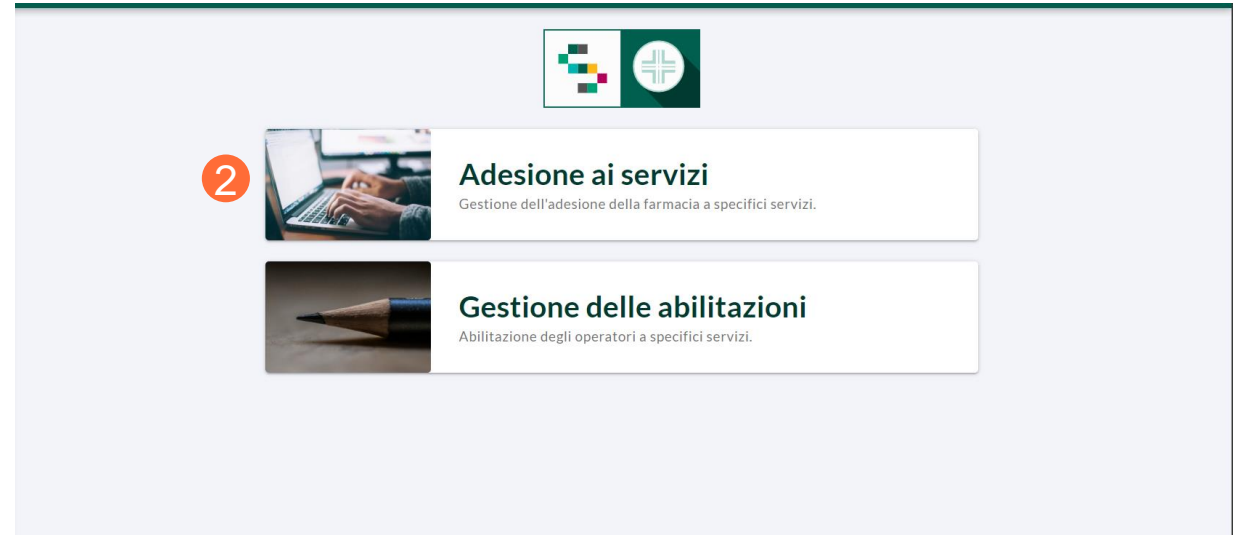 2
Adesione ai servizi
Gestione dell'adesione della farmacia a specifici servizi.
Gestione delle abilitazioni
Abilitazione degli operatori a specifici servizi.